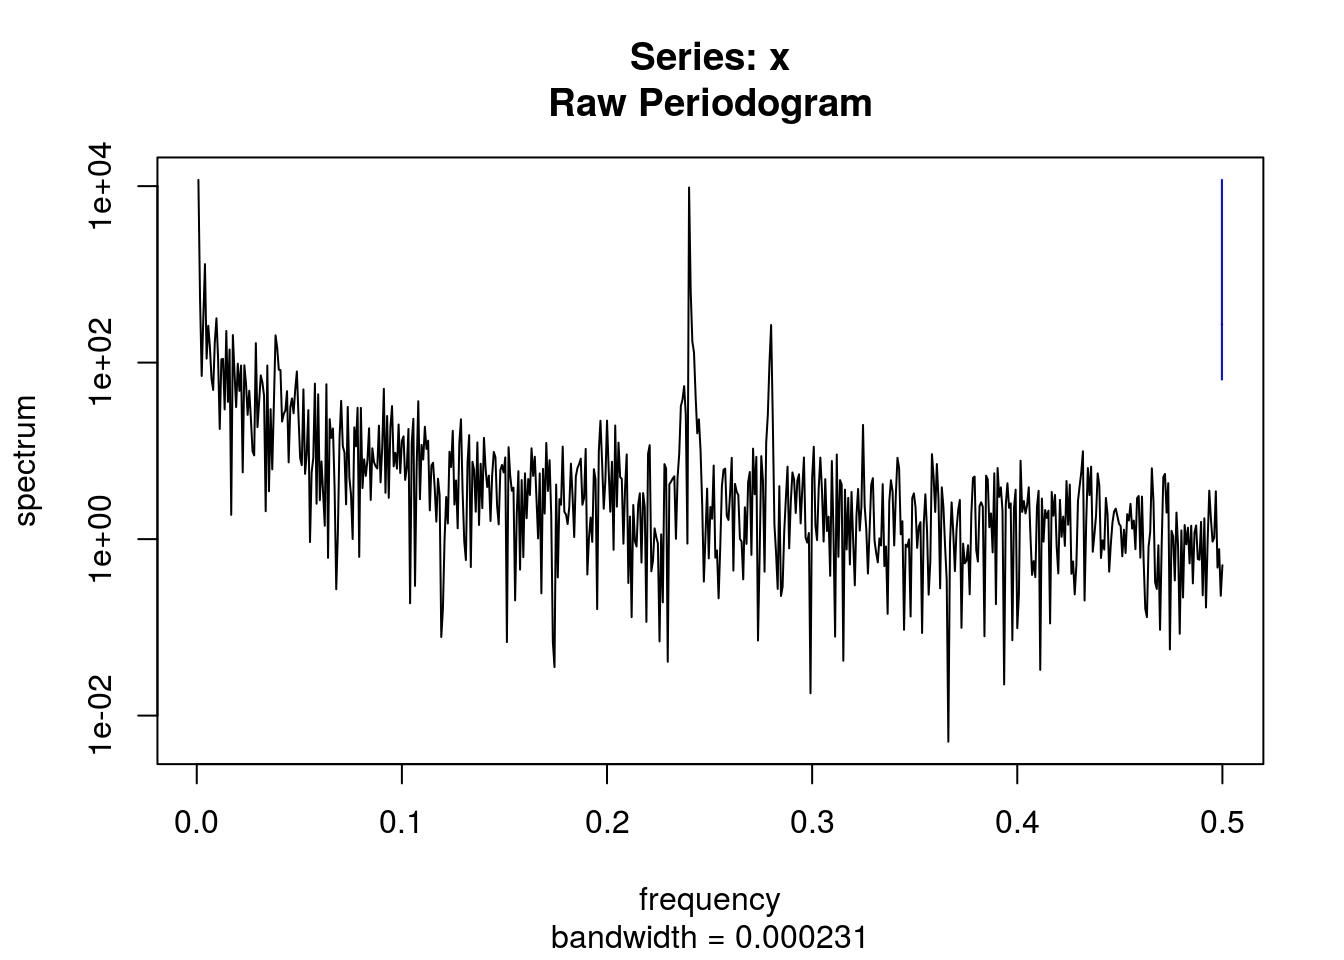 Series: x
Raw Periodogram
spectrum
1e+04
1e+02
1e+00
1e-02
0.0 0.1 0.2 0.3 0.4 0.5
frequency
bandwidth = 0.000231